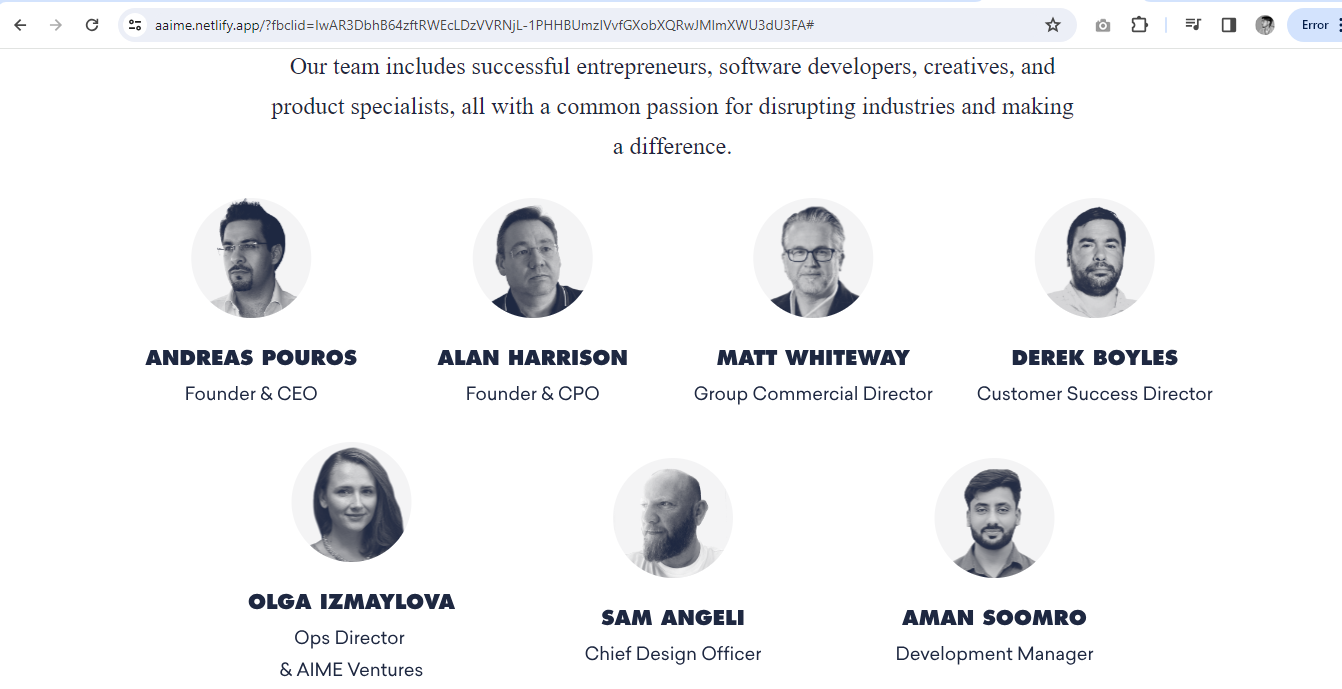 aaime.netlify.app/?fbclid=IwAR3DbhB64zftRWEcLDzVVRNjL-1PHHBUmzIVvfGXobXQRwJMImXWU3dU3FA#
Error
Our team includes successful entrepreneurs, software developers, creatives, and
product specialists, all with a common passion for disrupting industries and making
a difference.
ANDREAS POUROS
Founder & CEO
ALAN HARRISON
Founder & CPO
MATT WHITEWAY
Group Commercial Director
DEREK BOYLES
Customer Success Director
OLGA IZMAYLOVA
Ops Director
& AIME Ventures
SAM ANGELI
Chief Design Officer
AMAN SOOMRO
Development Manager